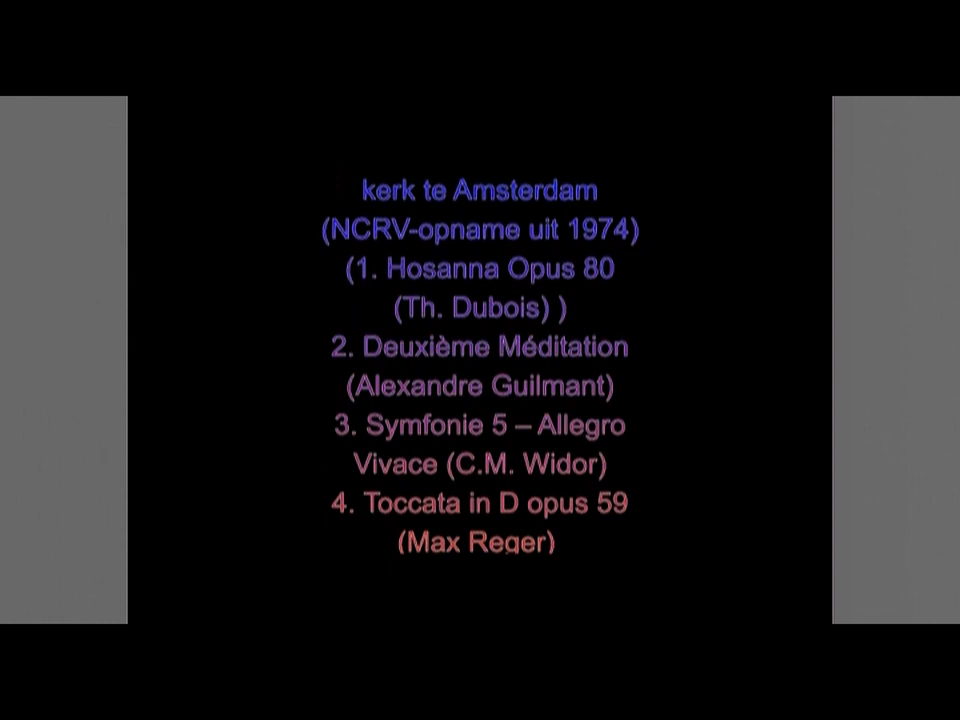 kerk te Amsterdam
(NCRV-opname uit 1974)
(1. Hosanna Opus 80
(Th. Dubois) )
2. Deuxième Méditation
(Alexandre Guilmant)
3. Symfonie 5 – Allegro
Vivace (C.M. Widor)
4. Toccata in D opus 59
(Max Reger)